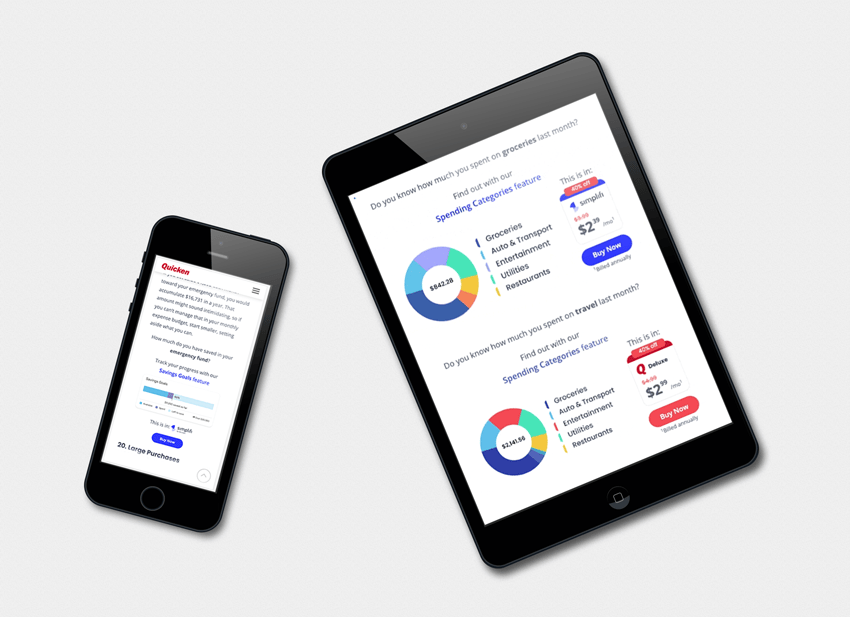 Quicken
toward your emergency fund, you would
accumulate $16,731 in a year. That
amount might sound intimidating, so if
you can't manage that in your monthly
expense budget, start smaller, setting
aside what you can.
How much do you have saved in your
emergency fund?
Track your progress with our
Savings Goals feature
Savings Goals
This is in: simplifi
Buy Now
20. Large Purchases
Do you know how much you spent on groceries last month?
Find out with our
Spending Categories feature
$842.28
Groceries
Auto & Transport
Entertainment
Utilities
Restaurants
This is in:
40% off
simplifi
$3.99
$2.39 /mo
Buy Now
Billed annually
Do you know how much you spent on travel last month?
Find out with our
Spending Categories feature
$2,141.56
Groceries
Auto & Transport
Entertainment
Utilities
Restaurants
This is in:
40% off
Deluxe
$4.99
$2.99 /mo
Buy Now
Billed annually